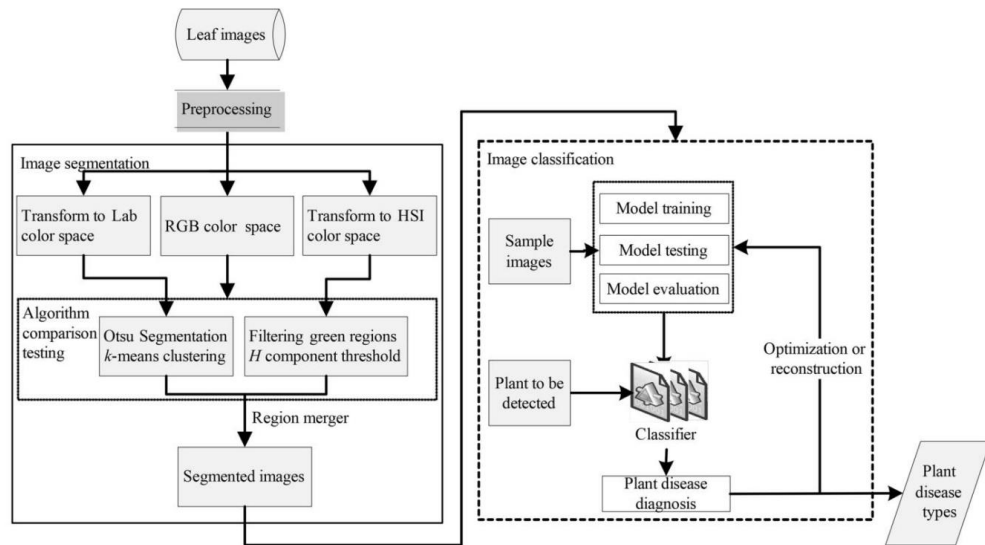 Leaf images
Preprocessing
Image segmentation
Transform to Lab
color space
RGB color space
Transform to HSI
color space
Algorithm
comparison
testing
Otsu Segmentation
k-means clustering
Filtering green regions
H component threshold
Region merger
Segmented images
Image classification
Sample
images
Model training
Model testing
Model evaluation
Optimization or
reconstruction
Plant to be
detected
Classifier
Plant disease
diagnosis
Plant
disease
types